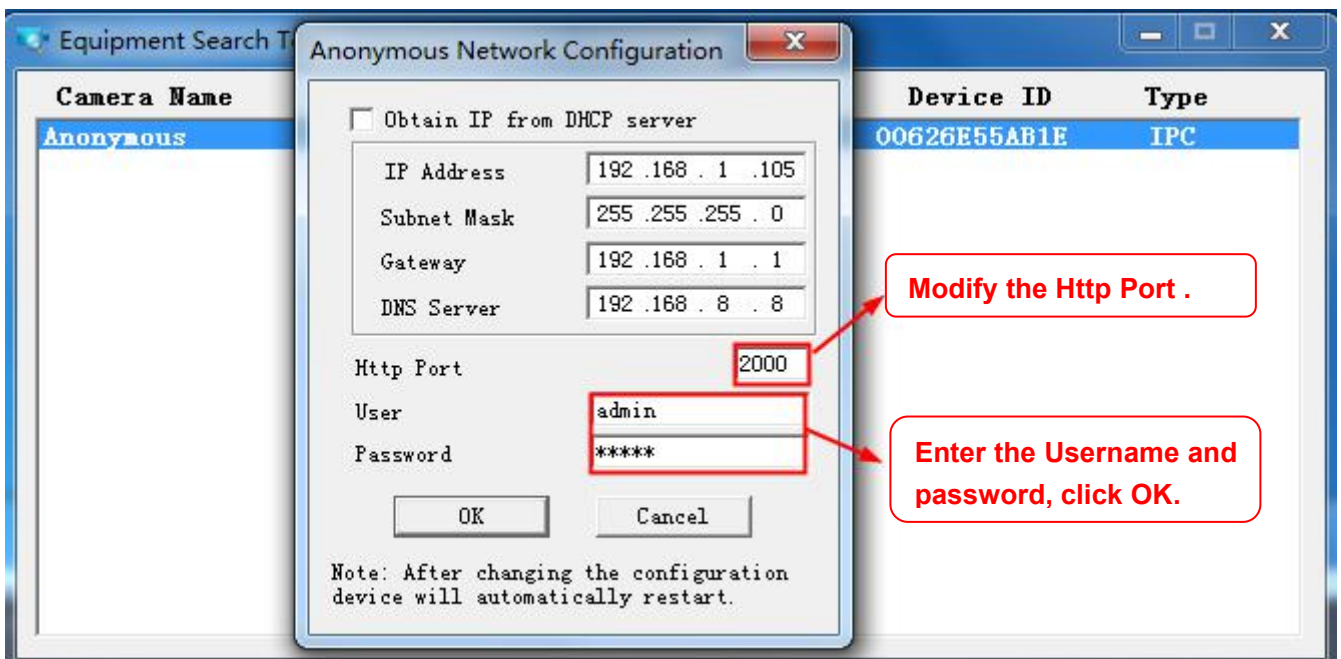 Equipment Search T
Anonymous Network Configuration
Camera Name
Device ID
Type
Anonymous
00626E55AB1E
IPC
Obtain IP from DHCP server
IP Address
192 .168 . 1 .105
Subnet Mask
255 .255 .255 . 0
Gateway
192 .168 . 1 . 1
DNS Server
192 .168 . 8 . 8
Http Port
2000
User
admin
Password
*****
OK
Cancel
Note: After changing the configuration
device will automatically restart.
Modify the Http Port .
Enter the Username and
password, click OK.